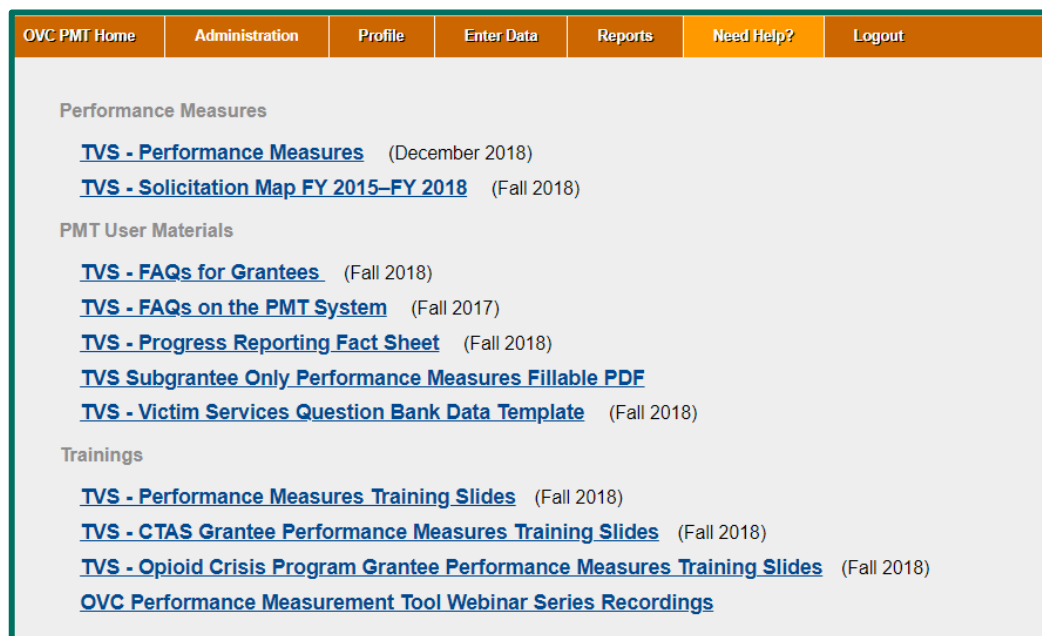 OVC PMT Home Administration Profile Enter Data Reports Need Help? Logout
Performance Measures
TVS - Performance Measures (December 2018)
TVS - Solicitation Map FY 2015–FY 2018 (Fall 2018)
PMT User Materials
TVS - FAQs for Grantees (Fall 2018)
TVS - FAQs on the PMT System (Fall 2017)
TVS - Progress Reporting Fact Sheet (Fall 2018)
TVS Subgrantee Only Performance Measures Fillable PDF
TVS - Victim Services Question Bank Data Template (Fall 2018)
Trainings
TVS - Performance Measures Training Slides (Fall 2018)
TVS - CTAS Grantee Performance Measures Training Slides (Fall 2018)
TVS - Opioid Crisis Program Grantee Performance Measures Training Slides (Fall 2018)
OVC Performance Measurement Tool Webinar Series Recordings